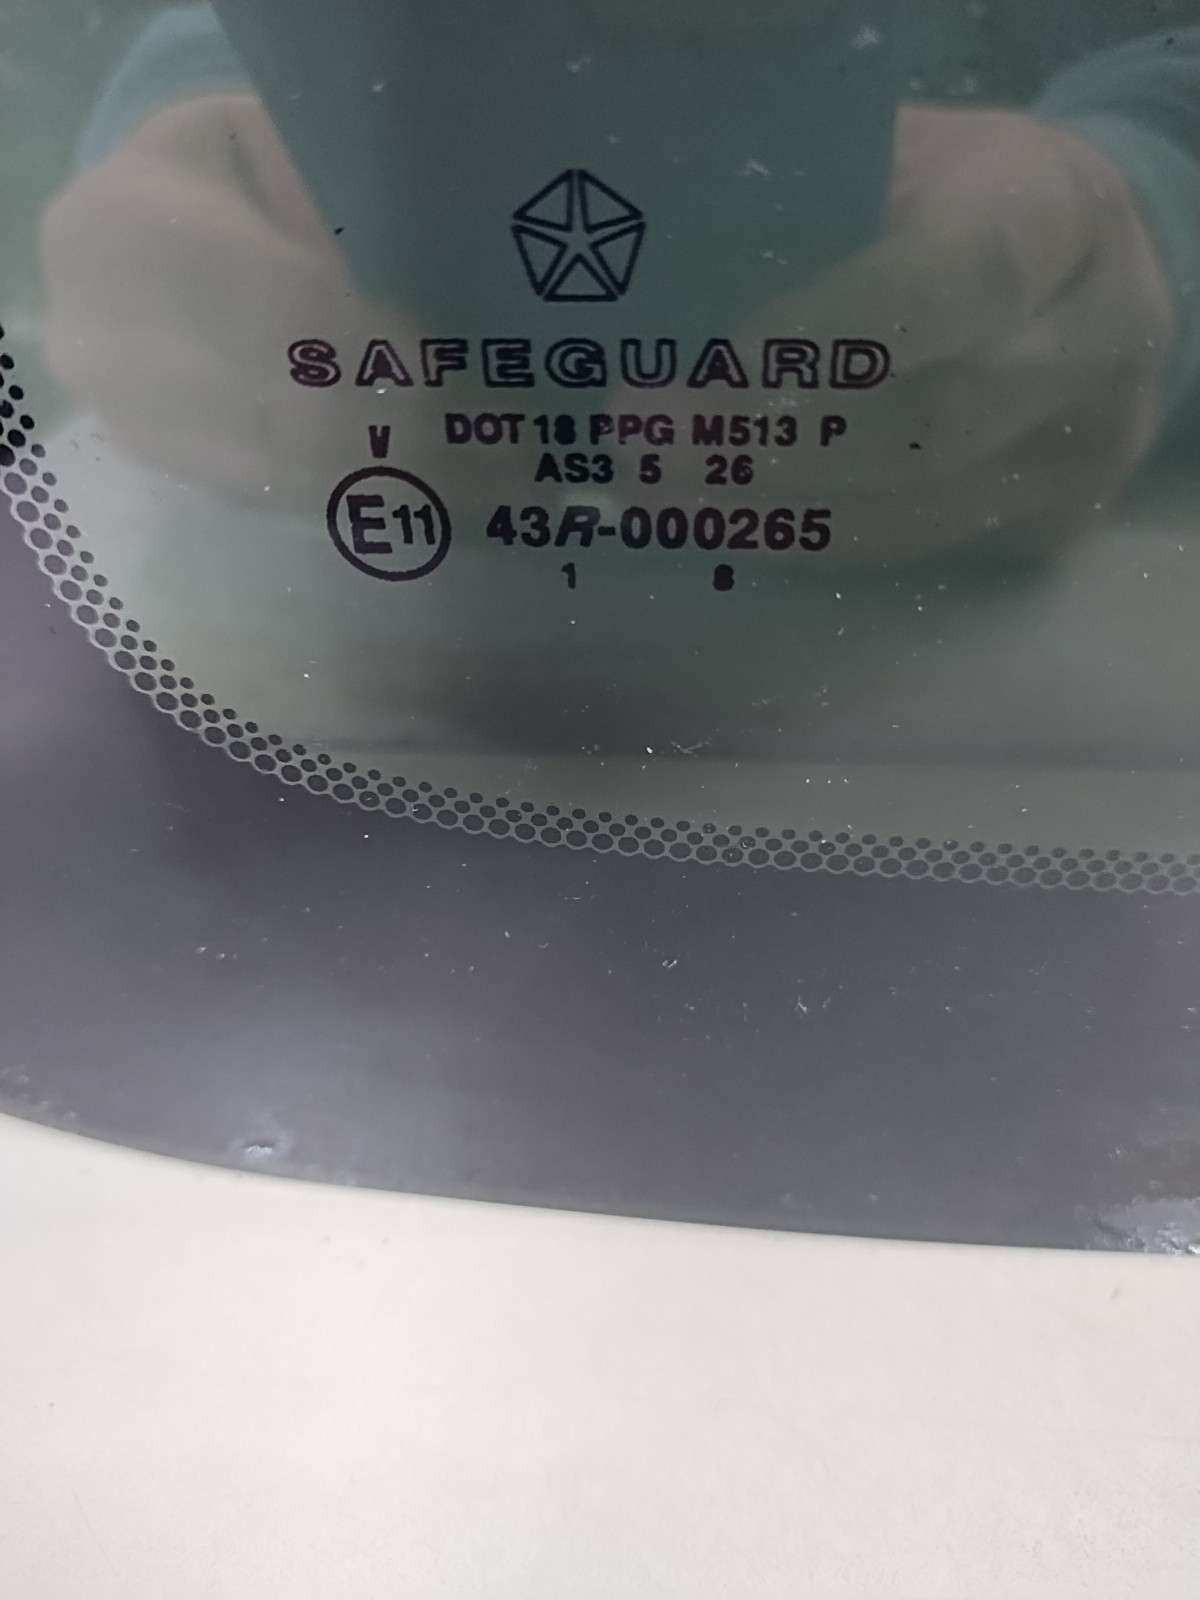 SAFEGUARD
DOT 18 PPG M513 P
V
AS3 5 26
E11 43R-000265
1 8